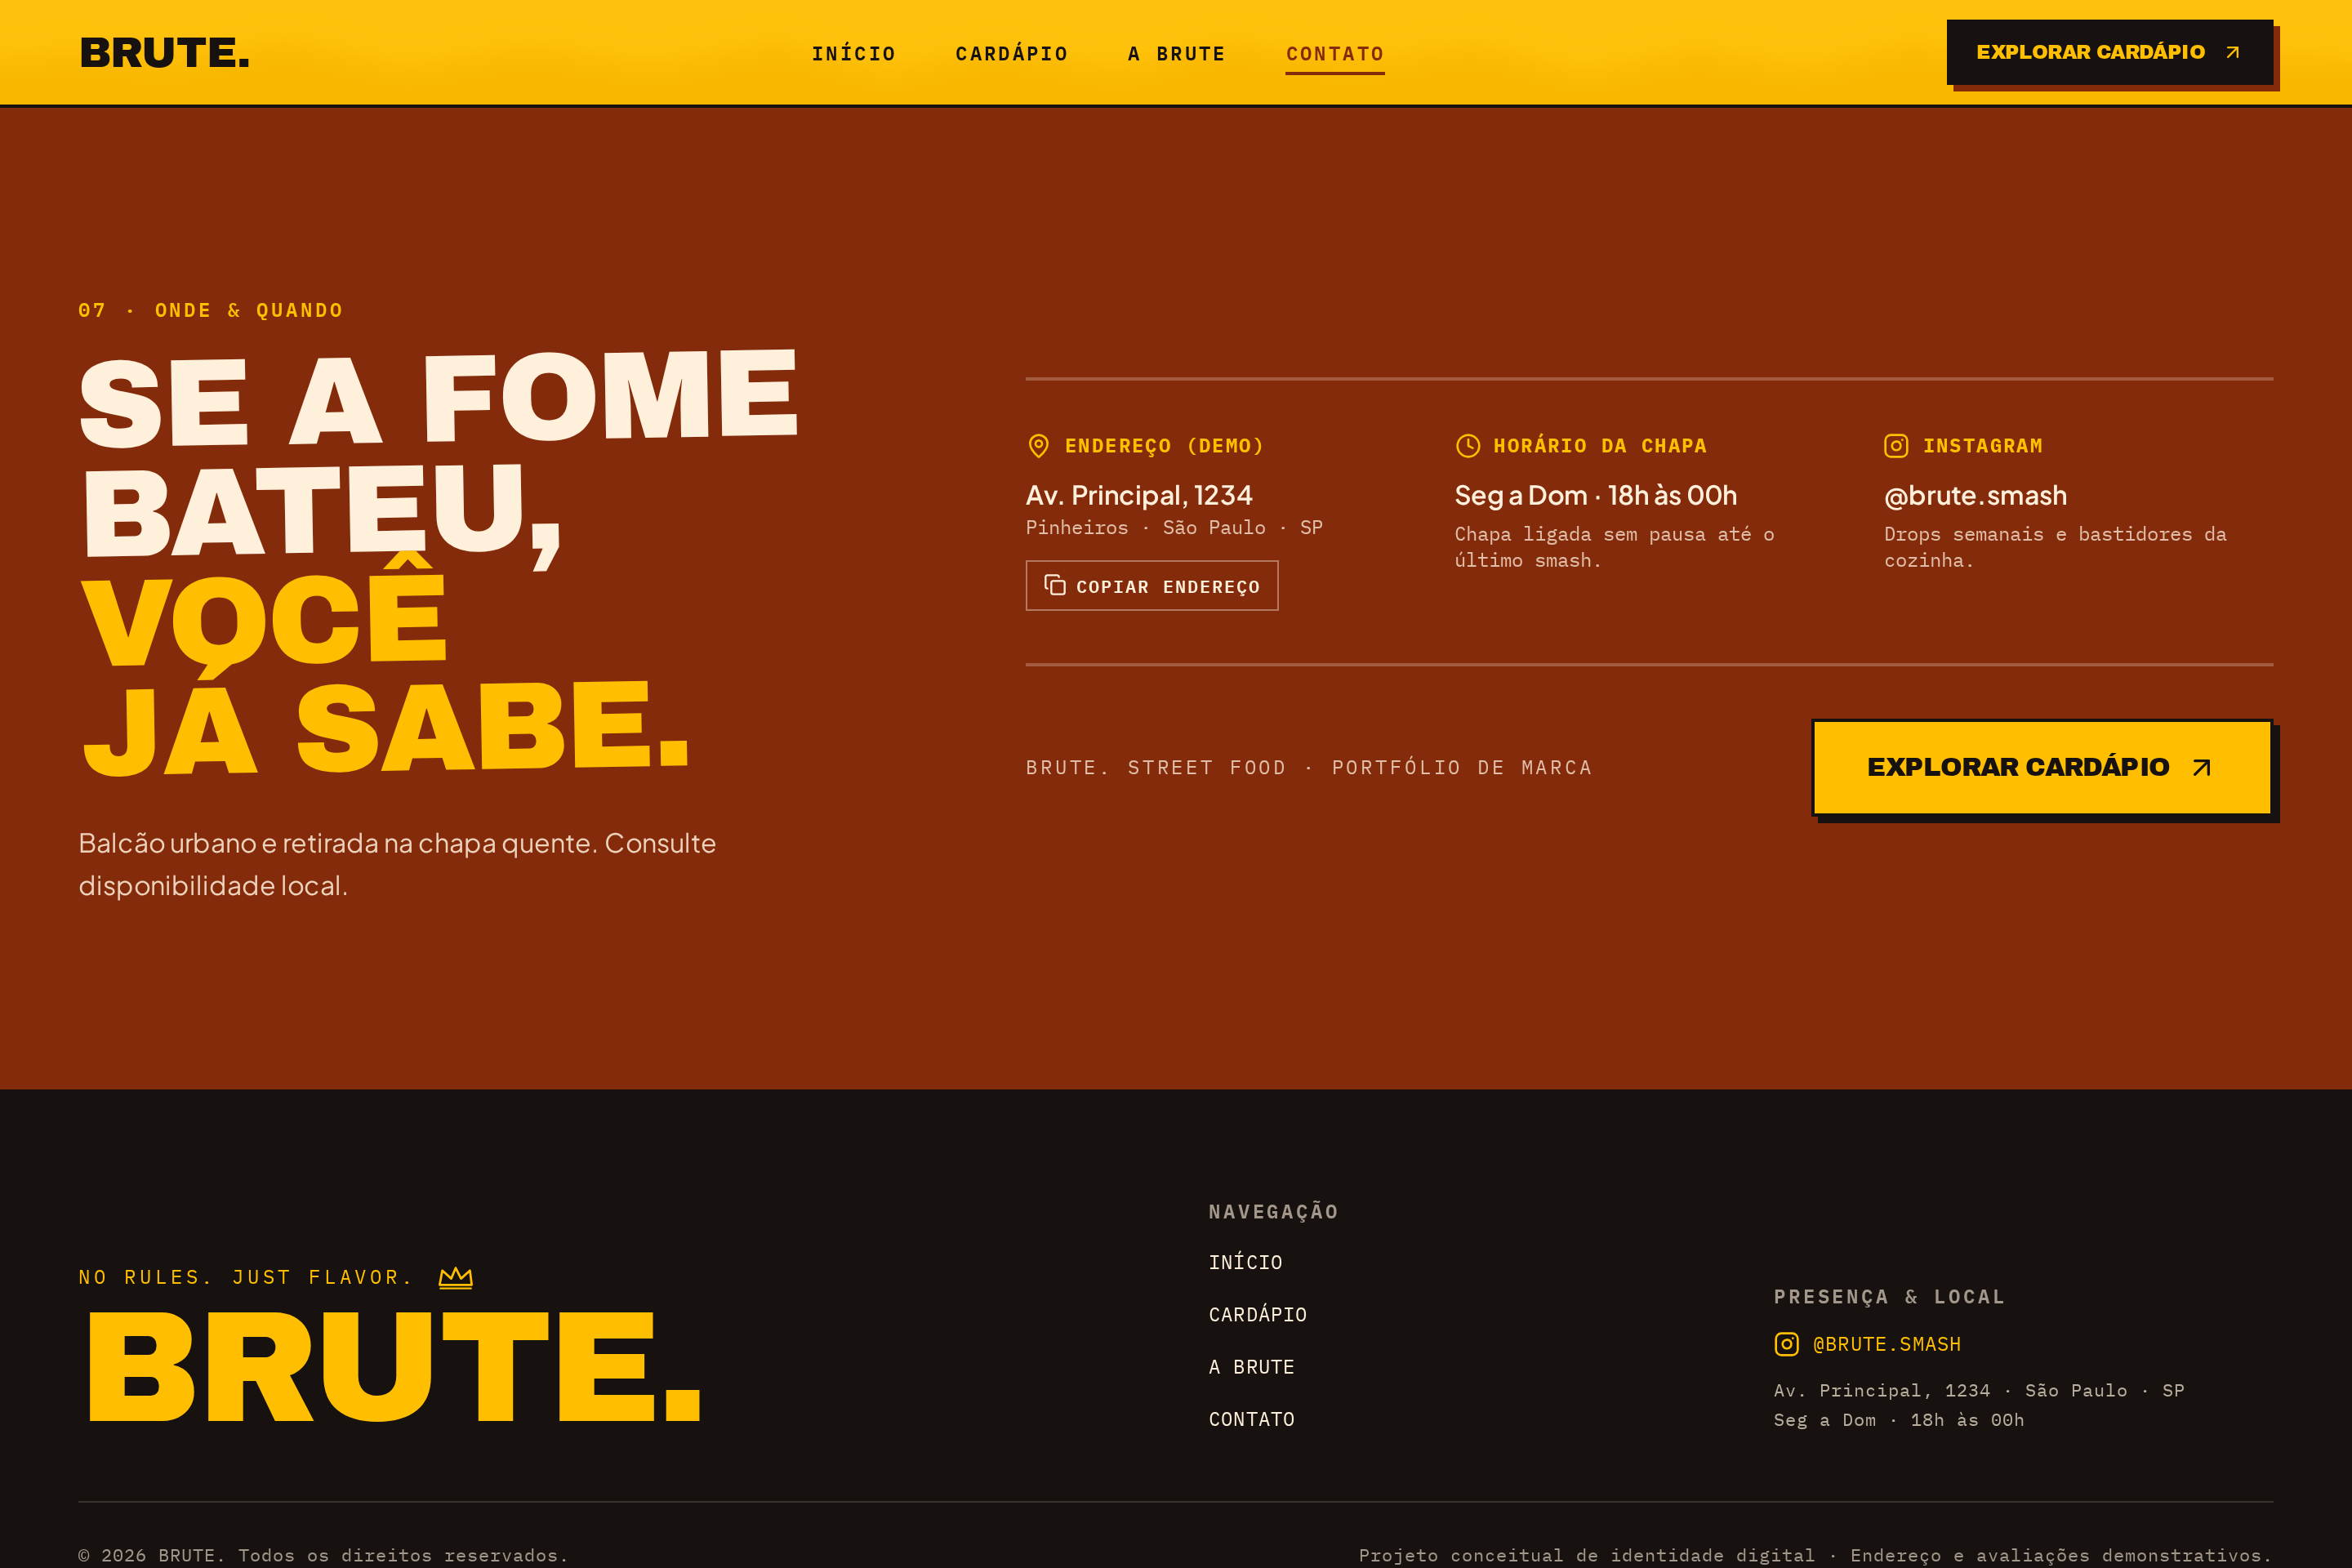 BRUTE.
INÍCIO
CARDÁPIO
A BRUTE
CONTATO
EXPLORAR CARDÁPIO
07 · ONDE & QUANDO
SE A FOME
BATEU,
VOCÊ
JÁ SABE.
Balcão urbano e retirada na chapa quente. Consulte
disponibilidade local.
ENDEREÇO (DEMO)
Av. Principal, 1234
Pinheiros · São Paulo · SP
COPIAR ENDEREÇO
HORÁRIO DA CHAPA
Seg a Dom · 18h às 00h
Chapa ligada sem pausa até o
último smash.
INSTAGRAM
@brute.smash
Drops semanais e bastidores da
cozinha.
BRUTE. STREET FOOD · PORTFÓLIO DE MARCA
EXPLORAR CARDÁPIO
NO RULES. JUST FLAVOR.
BRUTE.
NAVEGAÇÃO
INÍCIO
CARDÁPIO
A BRUTE
CONTATO
PRESENÇA & LOCAL
@BRUTE.SMASH
Av. Principal, 1234 · São Paulo · SP
Seg a Dom · 18h às 00h
© 2026 BRUTE. Todos os direitos reservados.
Projeto conceitual de identidade digital · Endereço e avaliações demonstrativos.